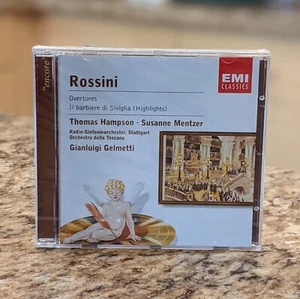 encore
Rossini
EMI
CLASSICS
Overtures
Il barbiere di Siviglia (Highlights)
Thomas Hampson · Susanne Mentzer
Radio-Sinfonieorchester, Stuttgart
Orchestra della Toscana
Gianluigi Gelmetti